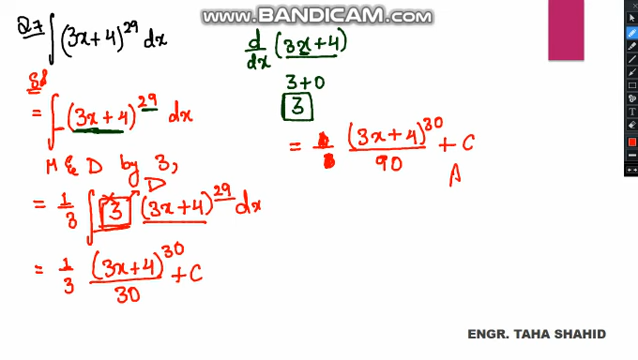 www.BANDICAM.com
Q.7 ∫(3x+4)^29 dx
Sol
= ∫(3x+4)^29 dx
M & D by 3,
D
= 1/3 ∫ 3 (3x+4)^29 dx
= 1/3 (3x+4)^30/30 + C
d/dx (3x+4)
3+0
3
= (3x+4)^30/90 + C
A
ENGR. TAHA SHAHID